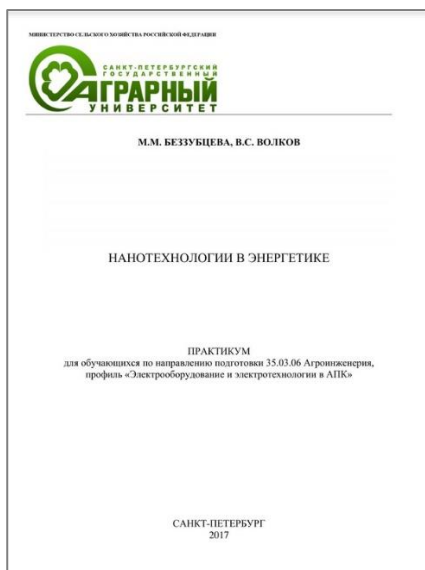 МИНИСТЕРСТВО СЕЛЬСКОГО ХОЗЯЙСТВА РОССИЙСКОЙ ФЕДЕРАЦИИ
САНКТ-ПЕТЕРБУРГСКИЙ
ГОСУДАРСТВЕННЫЙ
АГРАРНЫЙ
УНИВЕРСИТЕТ
М.М. БЕЗЗУБЦЕВА, В.С. ВОЛКОВ
НАНОТЕХНОЛОГИИ В ЭНЕРГЕТИКЕ
ПРАКТИКУМ
для обучающихся по направлению подготовки 35.03.06 Агроинженерия,
профиль «Электрооборудование и электротехнологии в АПК»
САНКТ-ПЕТЕРБУРГ
2017